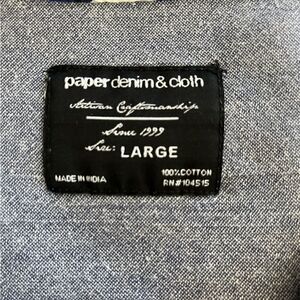 paper denim & cloth
Artisan Craftsmanship
Since 1999
Size: LARGE
MADE IN INDIA
100% COTTON
RN# 104515